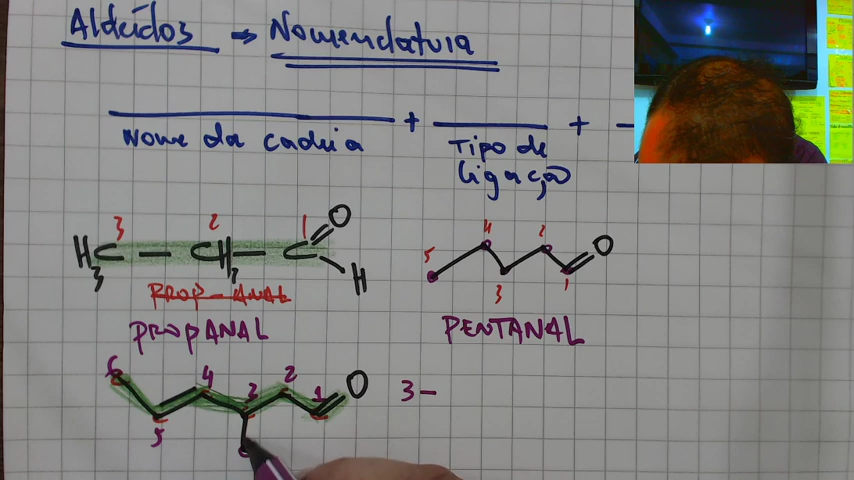 Aldeídos → Nomenclatura
+ +
Nome da cadeia Tipo de
ligação
3 2 1 O
H3C — CH3 — C
H
PROP-ANAL
PROPANAL
5 4 3 2 1 O
PENTANAL
6 5 4 3 2 1 O 3-